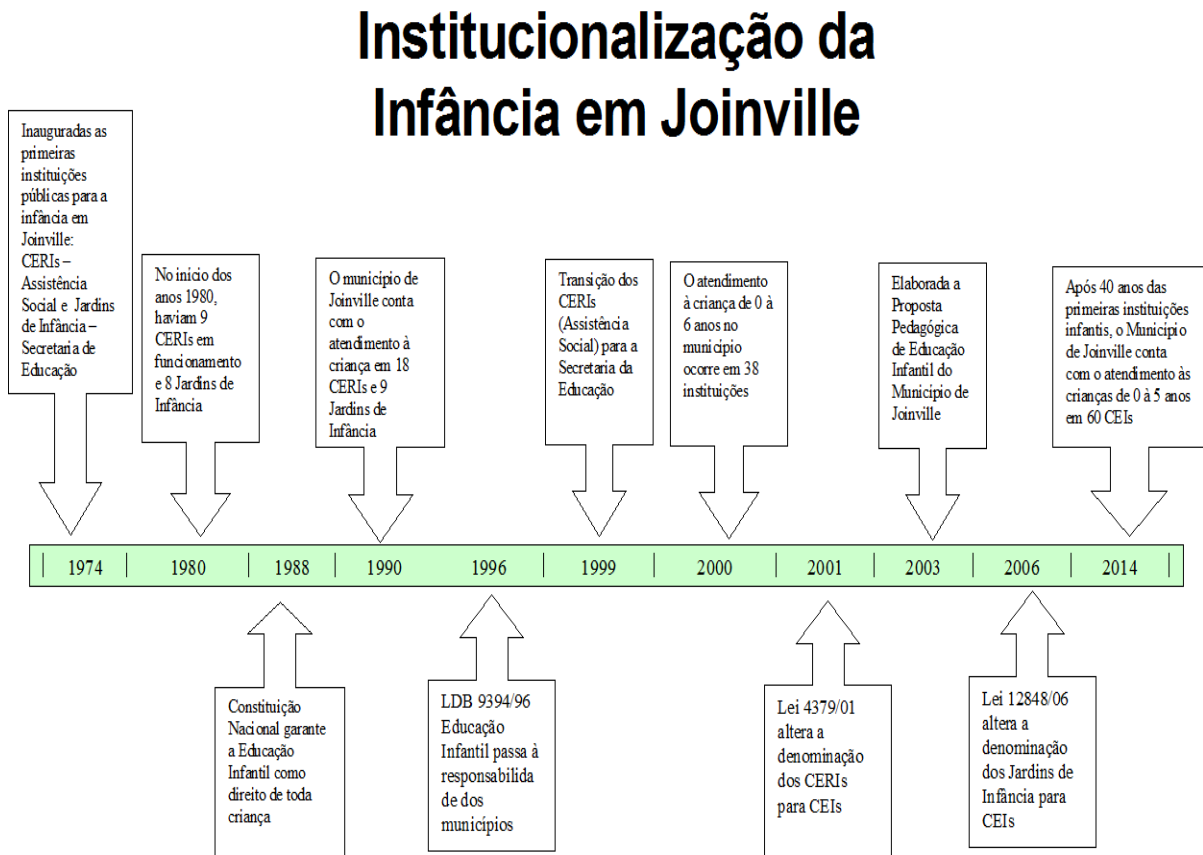 Institucionalização da
Infância em Joinville
Inauguradas as
primeiras
instituições
públicas para a
infância em
Joinville:
CERIs –
Assistência
Social e Jardins
de Infância –
Secretaria de
Educação
No início dos
anos 1980,
haviam 9
CERIs em
funcionamento
e 8 Jardins de
Infância
O município de
Joinville conta
com o
atendimento à
criança em 18
CERIs e 9
Jardins de
Infância
Transição dos
CERIs
(Assistência
Social) para a
Secretaria da
Educação
O atendimento
à criança de 0 à
6 anos no
município
ocorre em 38
instituições
Elaborada a
Proposta
Pedagógica
de Educação
Infantil do
Município de
Joinville
Após 40 anos das
primeiras instituições
infantis, o Município
de Joinville conta
com o atendimento às
crianças de 0 à 5 anos
em 60 CEIs
1974 1980 1988 1990 1996 1999 2000 2001 2003 2006 2014
Constituição
Nacional garante
a Educação
Infantil como
direito de toda
criança
LDB 9394/96
Educação
Infantil passa à
responsabilida
de dos
municípios
Lei 4379/01
altera a
denominação
dos CERIs
para CEIs
Lei 12848/06
altera a
denominação
dos Jardins de
Infância para
CEIs